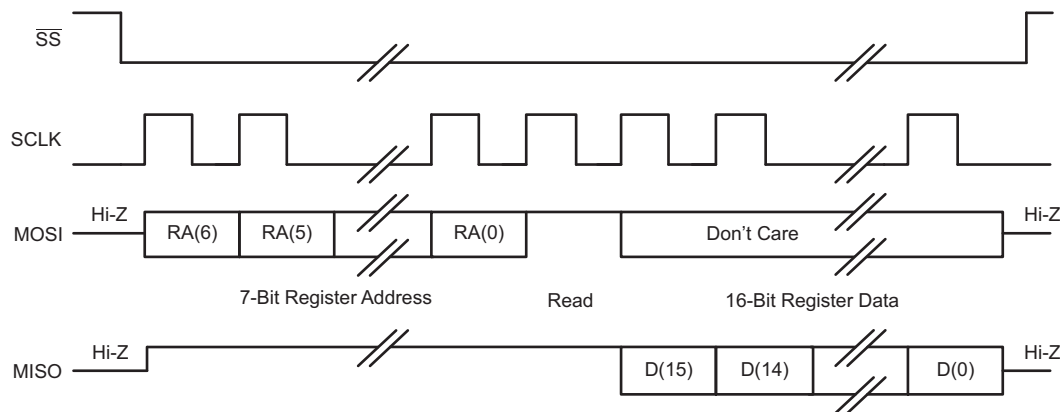 SS
SCLK
Hi-Z
MOSI
RA(6)
RA(5)
RA(0)
Don't Care
Hi-Z
7-Bit Register Address
Read
16-Bit Register Data
Hi-Z
MISO
D(15)
D(14)
D(0)
Hi-Z